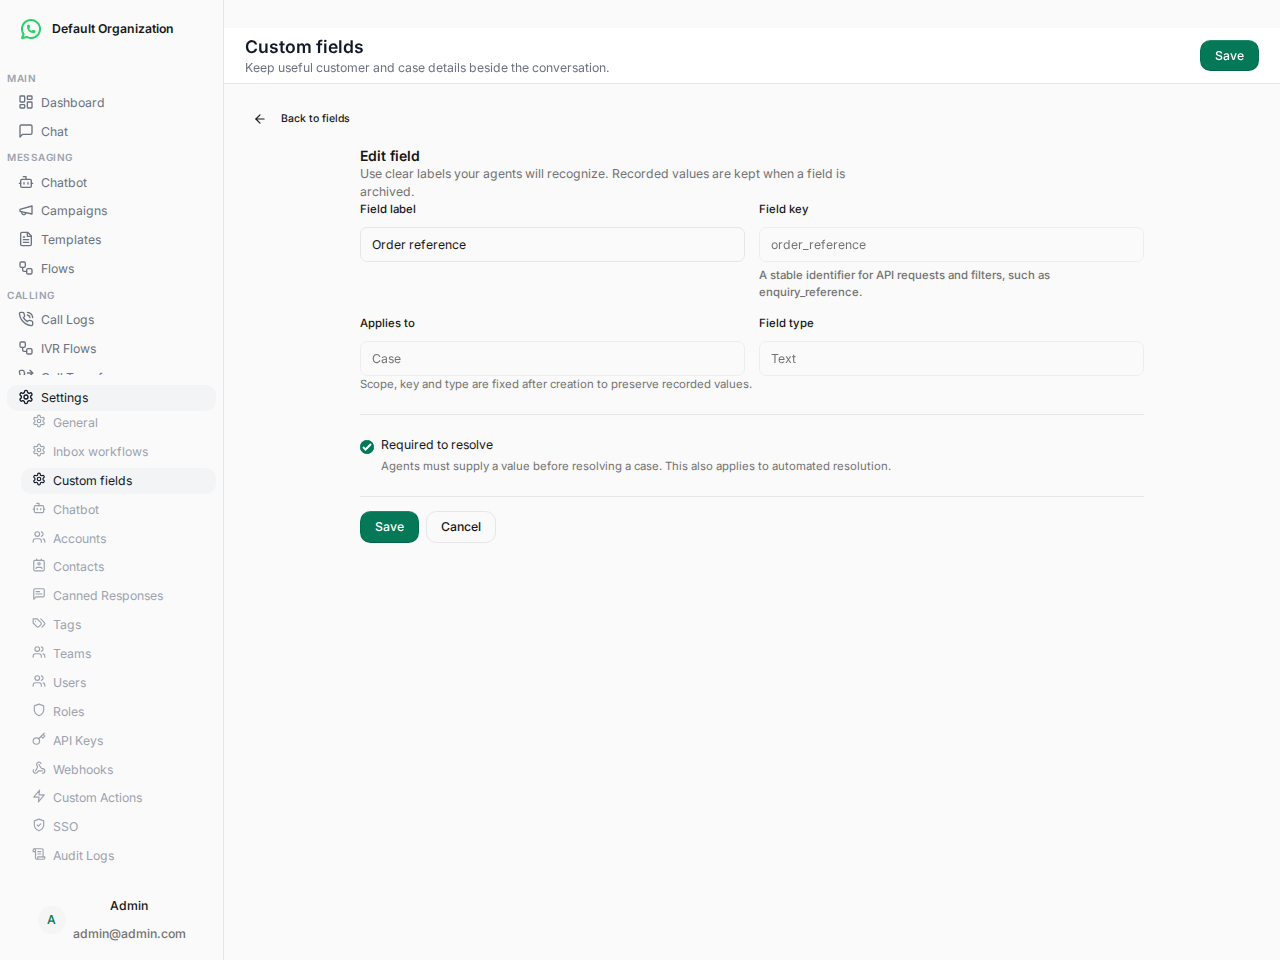 Default Organization
MAIN
Dashboard
Chat
MESSAGING
Chatbot
Campaigns
Templates
Flows
CALLING
Call Logs
IVR Flows
Settings
General
Inbox workflows
Custom fields
Chatbot
Accounts
Contacts
Canned Responses
Tags
Teams
Users
Roles
API Keys
Webhooks
Custom Actions
SSO
Audit Logs
A
Admin
admin@admin.com
Custom fields
Keep useful customer and case details beside the conversation.
Save
Back to fields
Edit field
Use clear labels your agents will recognize. Recorded values are kept when a field is
archived.
Field label
Field key
Order reference
order_reference
A stable identifier for API requests and filters, such as
enquiry_reference.
Applies to
Field type
Case
Text
Scope, key and type are fixed after creation to preserve recorded values.
Required to resolve
Agents must supply a value before resolving a case. This also applies to automated resolution.
Save
Cancel